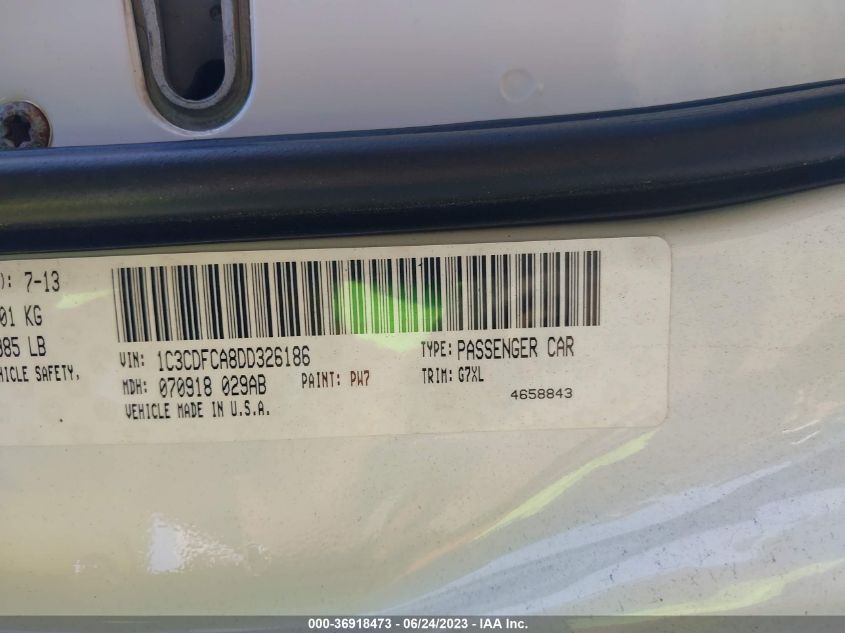 ): 7-13
01 KG
885 LB
HICLE SAFETY,
VIN: 1C3CDFCA8DD326186
MDH: 070918 029AB
PAINT: PW7
VEHICLE MADE IN U.S.A.
TYPE: PASSENGER CAR
TRIM: G7XL
4658843
000-36918473 - 06/24/2023 - IAA Inc.